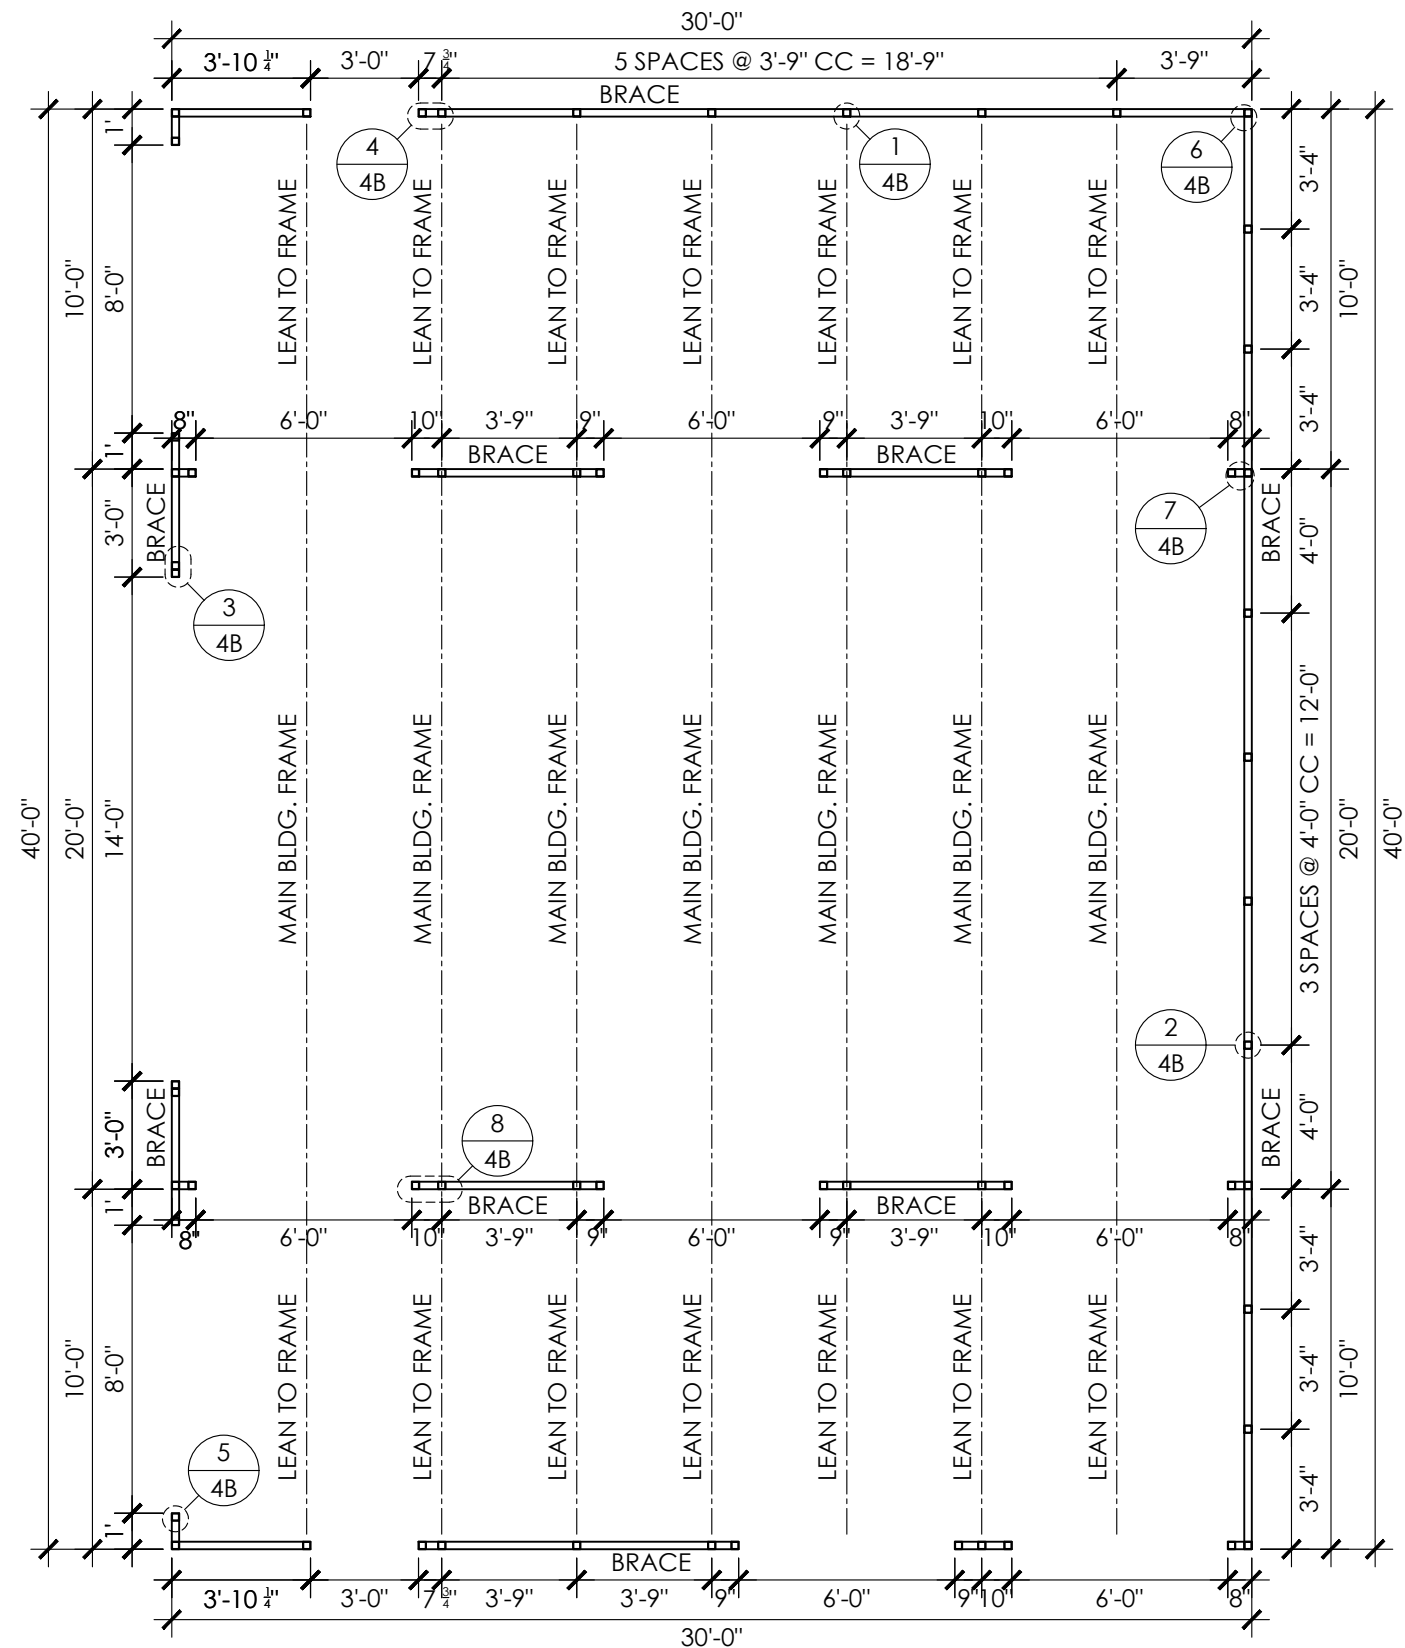 30'-0"
3'-10 1/4"
3'-0"
7 3/4"
5 SPACES @ 3'-9" CC = 18'-9"
3'-9"
BRACE
1'
4
4B
1
4B
6
4B
3'-4"
LEAN TO FRAME
LEAN TO FRAME
LEAN TO FRAME
LEAN TO FRAME
LEAN TO FRAME
LEAN TO FRAME
LEAN TO FRAME
10'-0"
8'-0"
3'-4"
10'-0"
3'-4"
8"
6'-0"
10"
3'-9"
9"
6'-0"
9"
3'-9"
10"
6'-0"
8"
1'
BRACE
BRACE
3'-0"
BRACE
7
4B
BRACE
4'-0"
3
4B
40'-0"
20'-0"
14'-0"
MAIN BLDG. FRAME
MAIN BLDG. FRAME
MAIN BLDG. FRAME
MAIN BLDG. FRAME
MAIN BLDG. FRAME
MAIN BLDG. FRAME
MAIN BLDG. FRAME
3 SPACES @ 4'-0" CC = 12'-0"
20'-0"
40'-0"
2
4B
3'-0"
BRACE
8
4B
BRACE
4'-0"
1'
BRACE
BRACE
8"
6'-0"
10"
3'-9"
9"
6'-0"
9"
3'-9"
10"
6'-0"
8"
3'-4"
10'-0"
8'-0"
LEAN TO FRAME
LEAN TO FRAME
LEAN TO FRAME
LEAN TO FRAME
LEAN TO FRAME
LEAN TO FRAME
LEAN TO FRAME
3'-4"
10'-0"
5
4B
3'-4"
1'
BRACE
3'-10 1/4"
3'-0"
7 3/4"
3'-9"
3'-9"
9"
6'-0"
9"
10"
6'-0"
8"
30'-0"